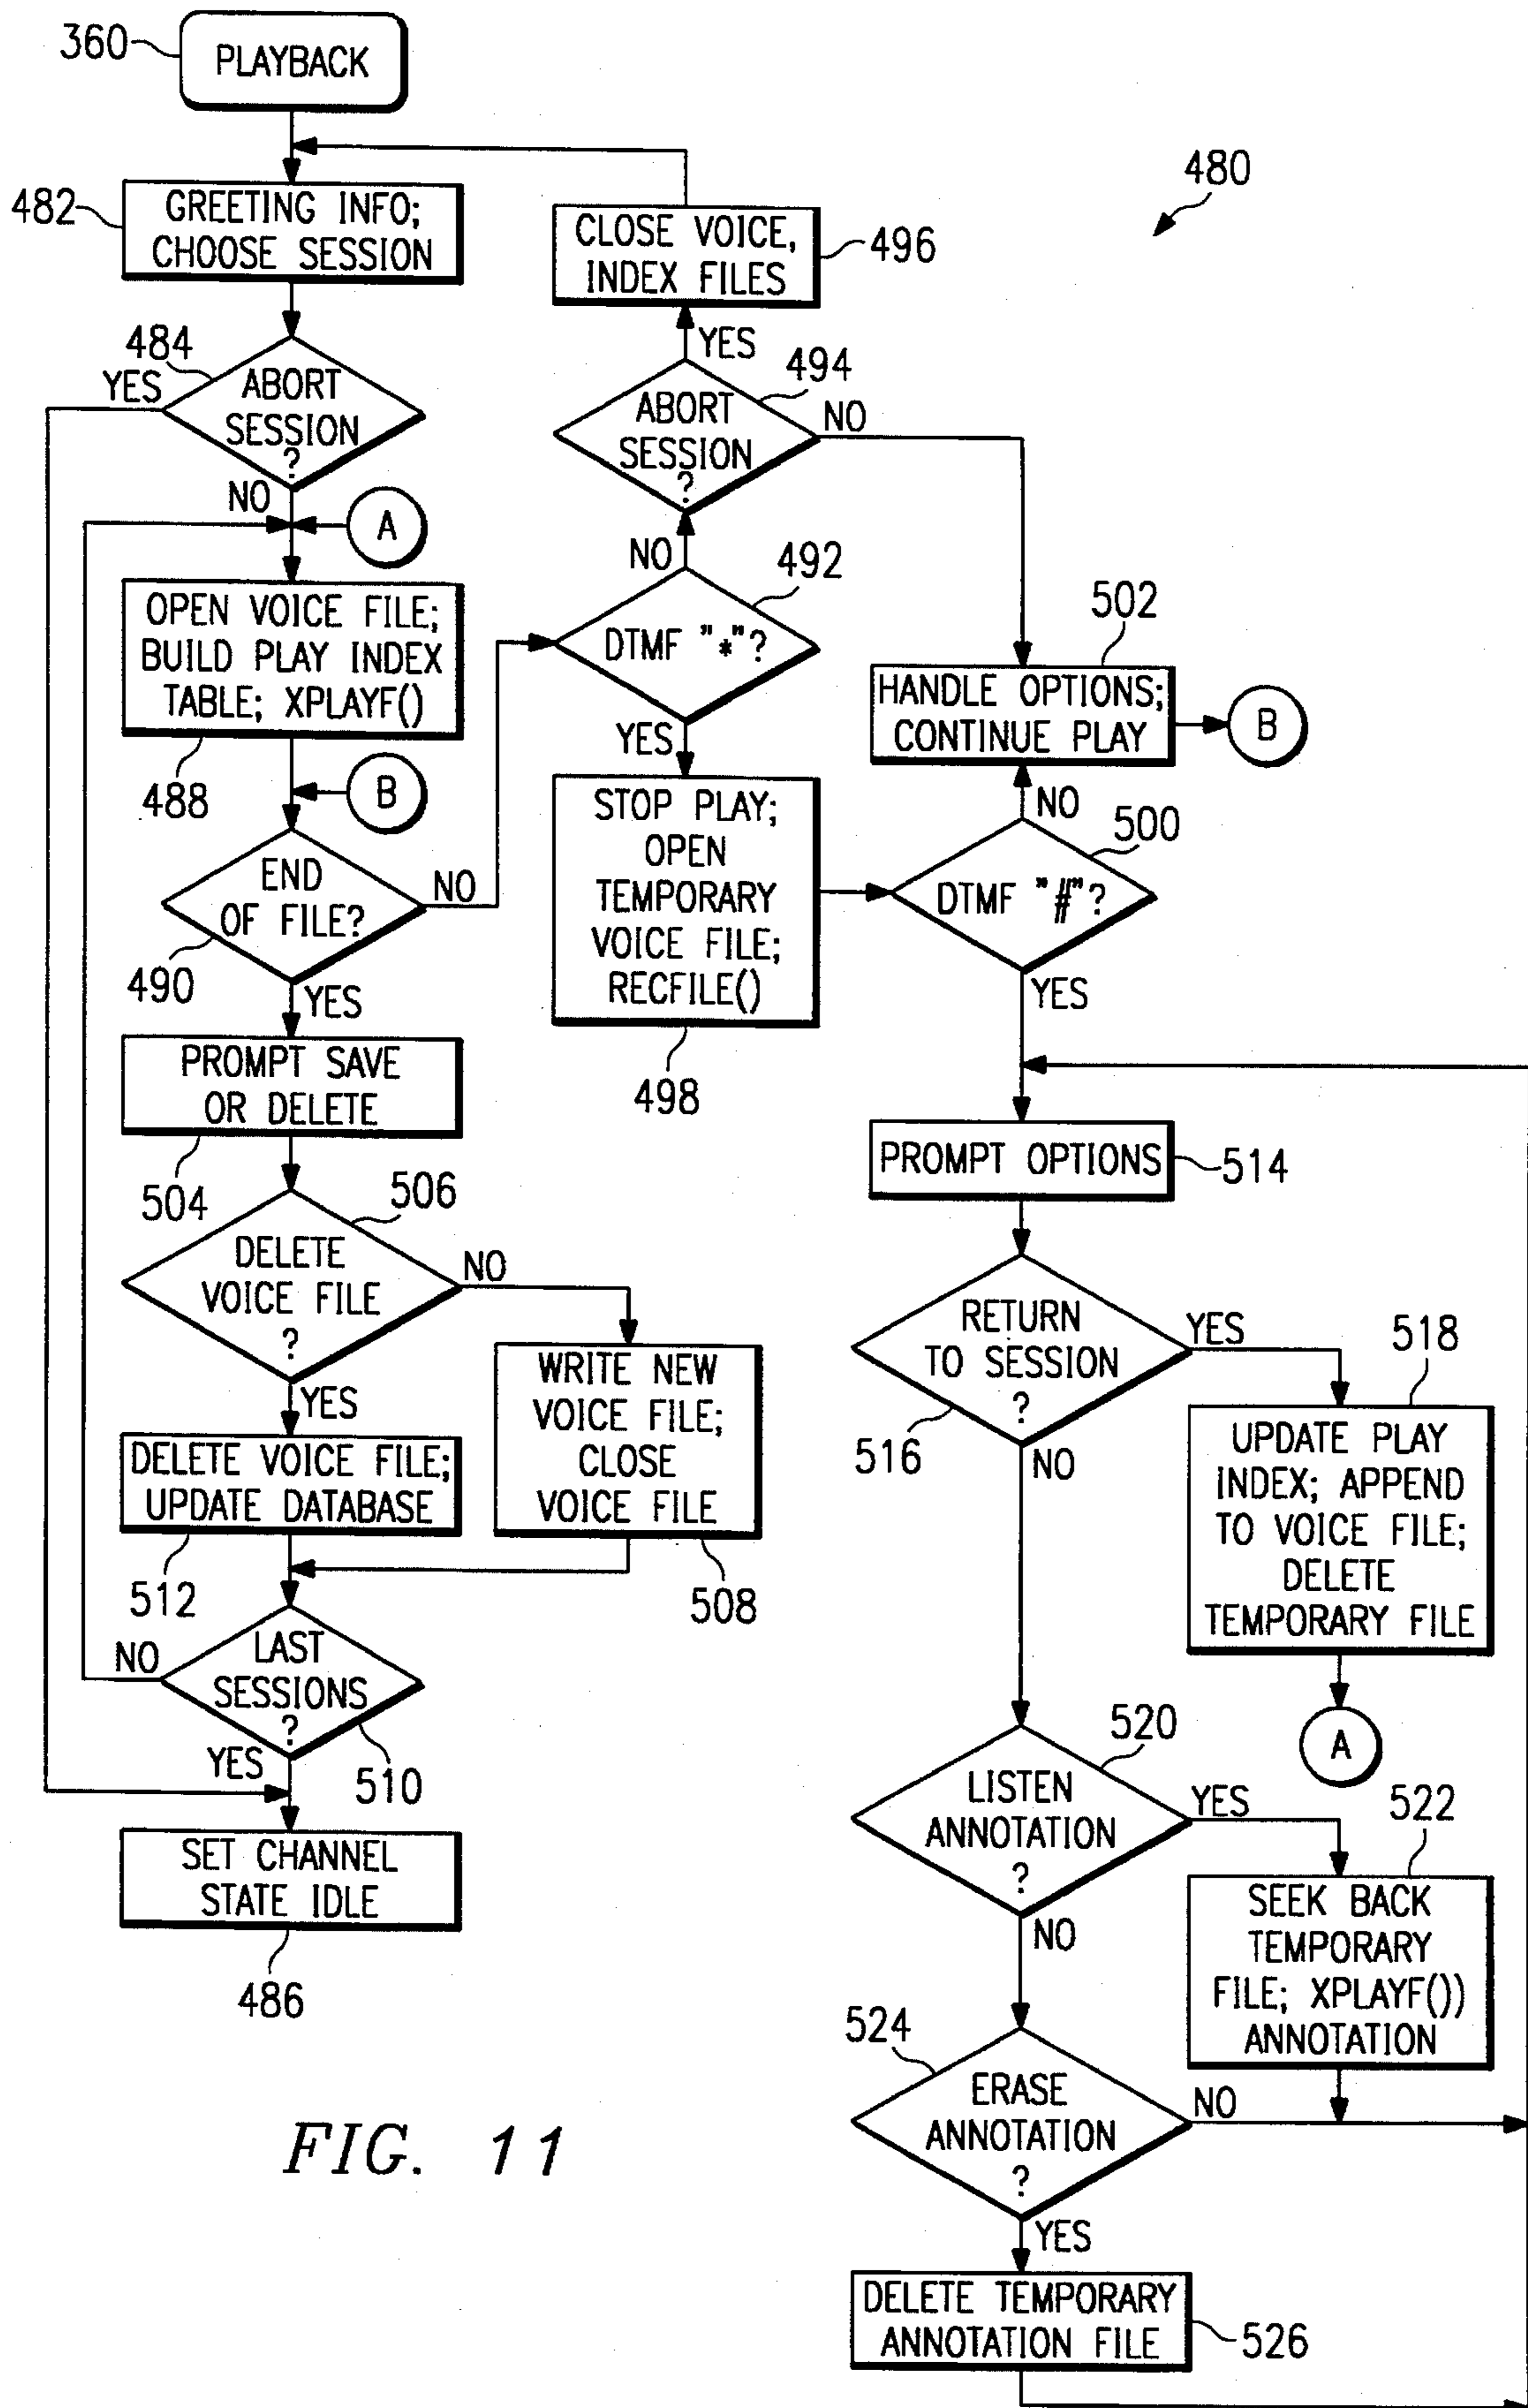 360
PLAYBACK
480
482
GREETING INFO;
CHOOSE SESSION
CLOSE VOICE,
INDEX FILES
496
484
YES
ABORT
SESSION
?
NO
A
YES
494
ABORT
SESSION
?
NO
NO
492
DTMF "*"?
YES
OPEN VOICE FILE;
BUILD PLAY INDEX
TABLE; XPLAYF()
488
B
502
HANDLE OPTIONS;
CONTINUE PLAY
B
END
OF FILE?
NO
490
YES
STOP PLAY;
OPEN
TEMPORARY
VOICE FILE;
RECFILE()
498
NO
500
DTMF "#"?
YES
PROMPT SAVE
OR DELETE
504
506
DELETE
VOICE FILE
?
NO
YES
PROMPT OPTIONS
514
RETURN
TO SESSION
?
YES
516
NO
518
UPDATE PLAY
INDEX; APPEND
TO VOICE FILE;
DELETE
TEMPORARY FILE
A
WRITE NEW
VOICE FILE;
CLOSE
VOICE FILE
508
DELETE VOICE FILE;
UPDATE DATABASE
512
NO
LAST
SESSIONS
?
YES
510
SET CHANNEL
STATE IDLE
486
520
LISTEN
ANNOTATION
?
YES
NO
522
SEEK BACK
TEMPORARY
FILE; XPLAYF())
ANNOTATION
524
ERASE
ANNOTATION
?
NO
YES
DELETE TEMPORARY
ANNOTATION FILE
526
FIG. 11